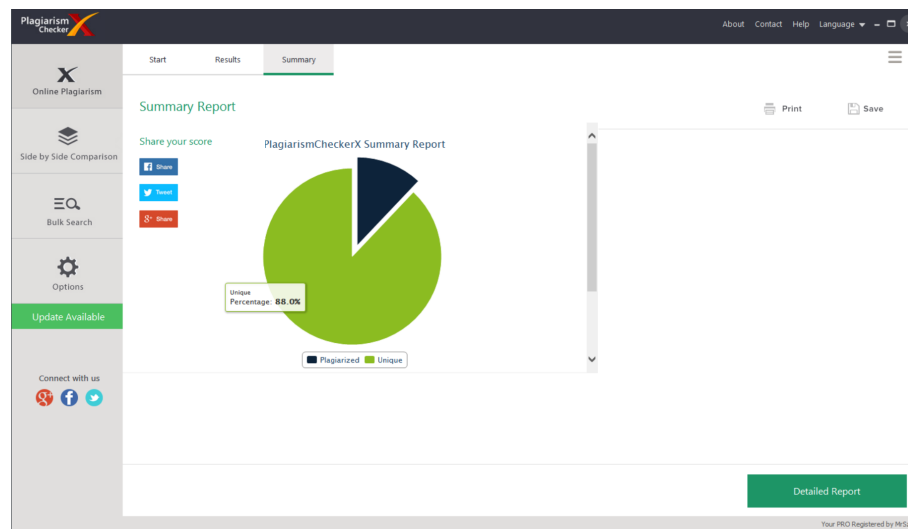 Plagiarism
Checker
About Contact Help Language
Start Results Summary
Online Plagiarism
Side by Side Comparison
Bulk Search
Options
Update Available
Connect with us
Summary Report
Print Save
Share your score
Share
Tweet
Share
PlagiarismCheckerX Summary Report
Unique
Percentage: 88.0%
Plagiarized Unique
Detailed Report
Your PRO Registered by